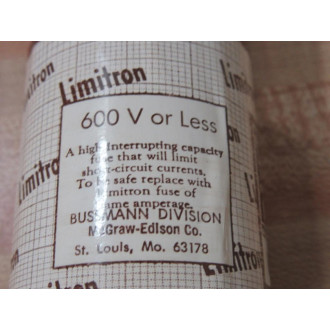 Limitron
Limitron
600 V or Less
A high interrupting capacity
fuse that will limit
short-circuit currents.
To be safe replace with
limitron fuse of
same amperage.
BUSSMANN DIVISION
McGraw-Edison Co.
St. Louis, Mo. 63178